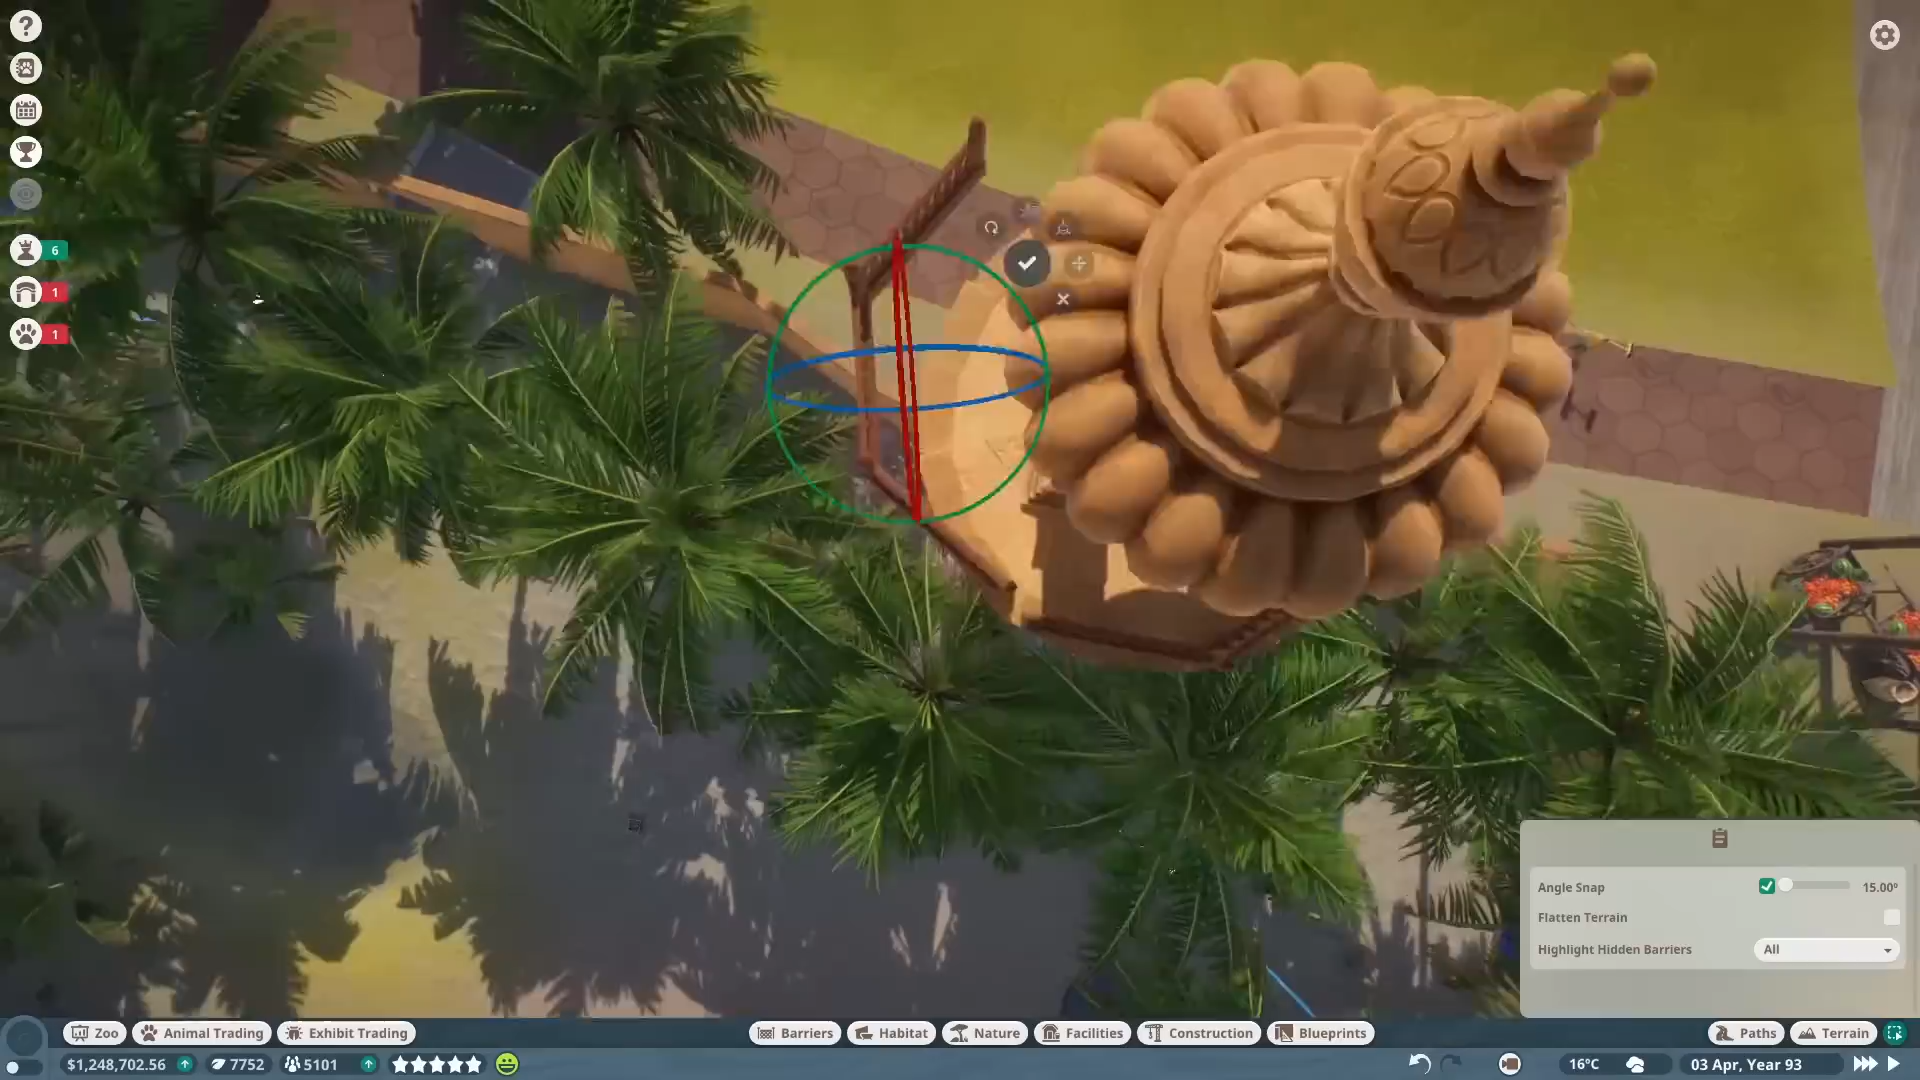 ?
6
1
1
Angle Snap 15.00°
Flatten Terrain
Highlight Hidden Barriers All
Zoo Animal Trading Exhibit Trading Barriers Habitat Nature Facilities Construction Blueprints Paths Terrain
$1,248,702.56 7752 5101 16°C 03 Apr, Year 93